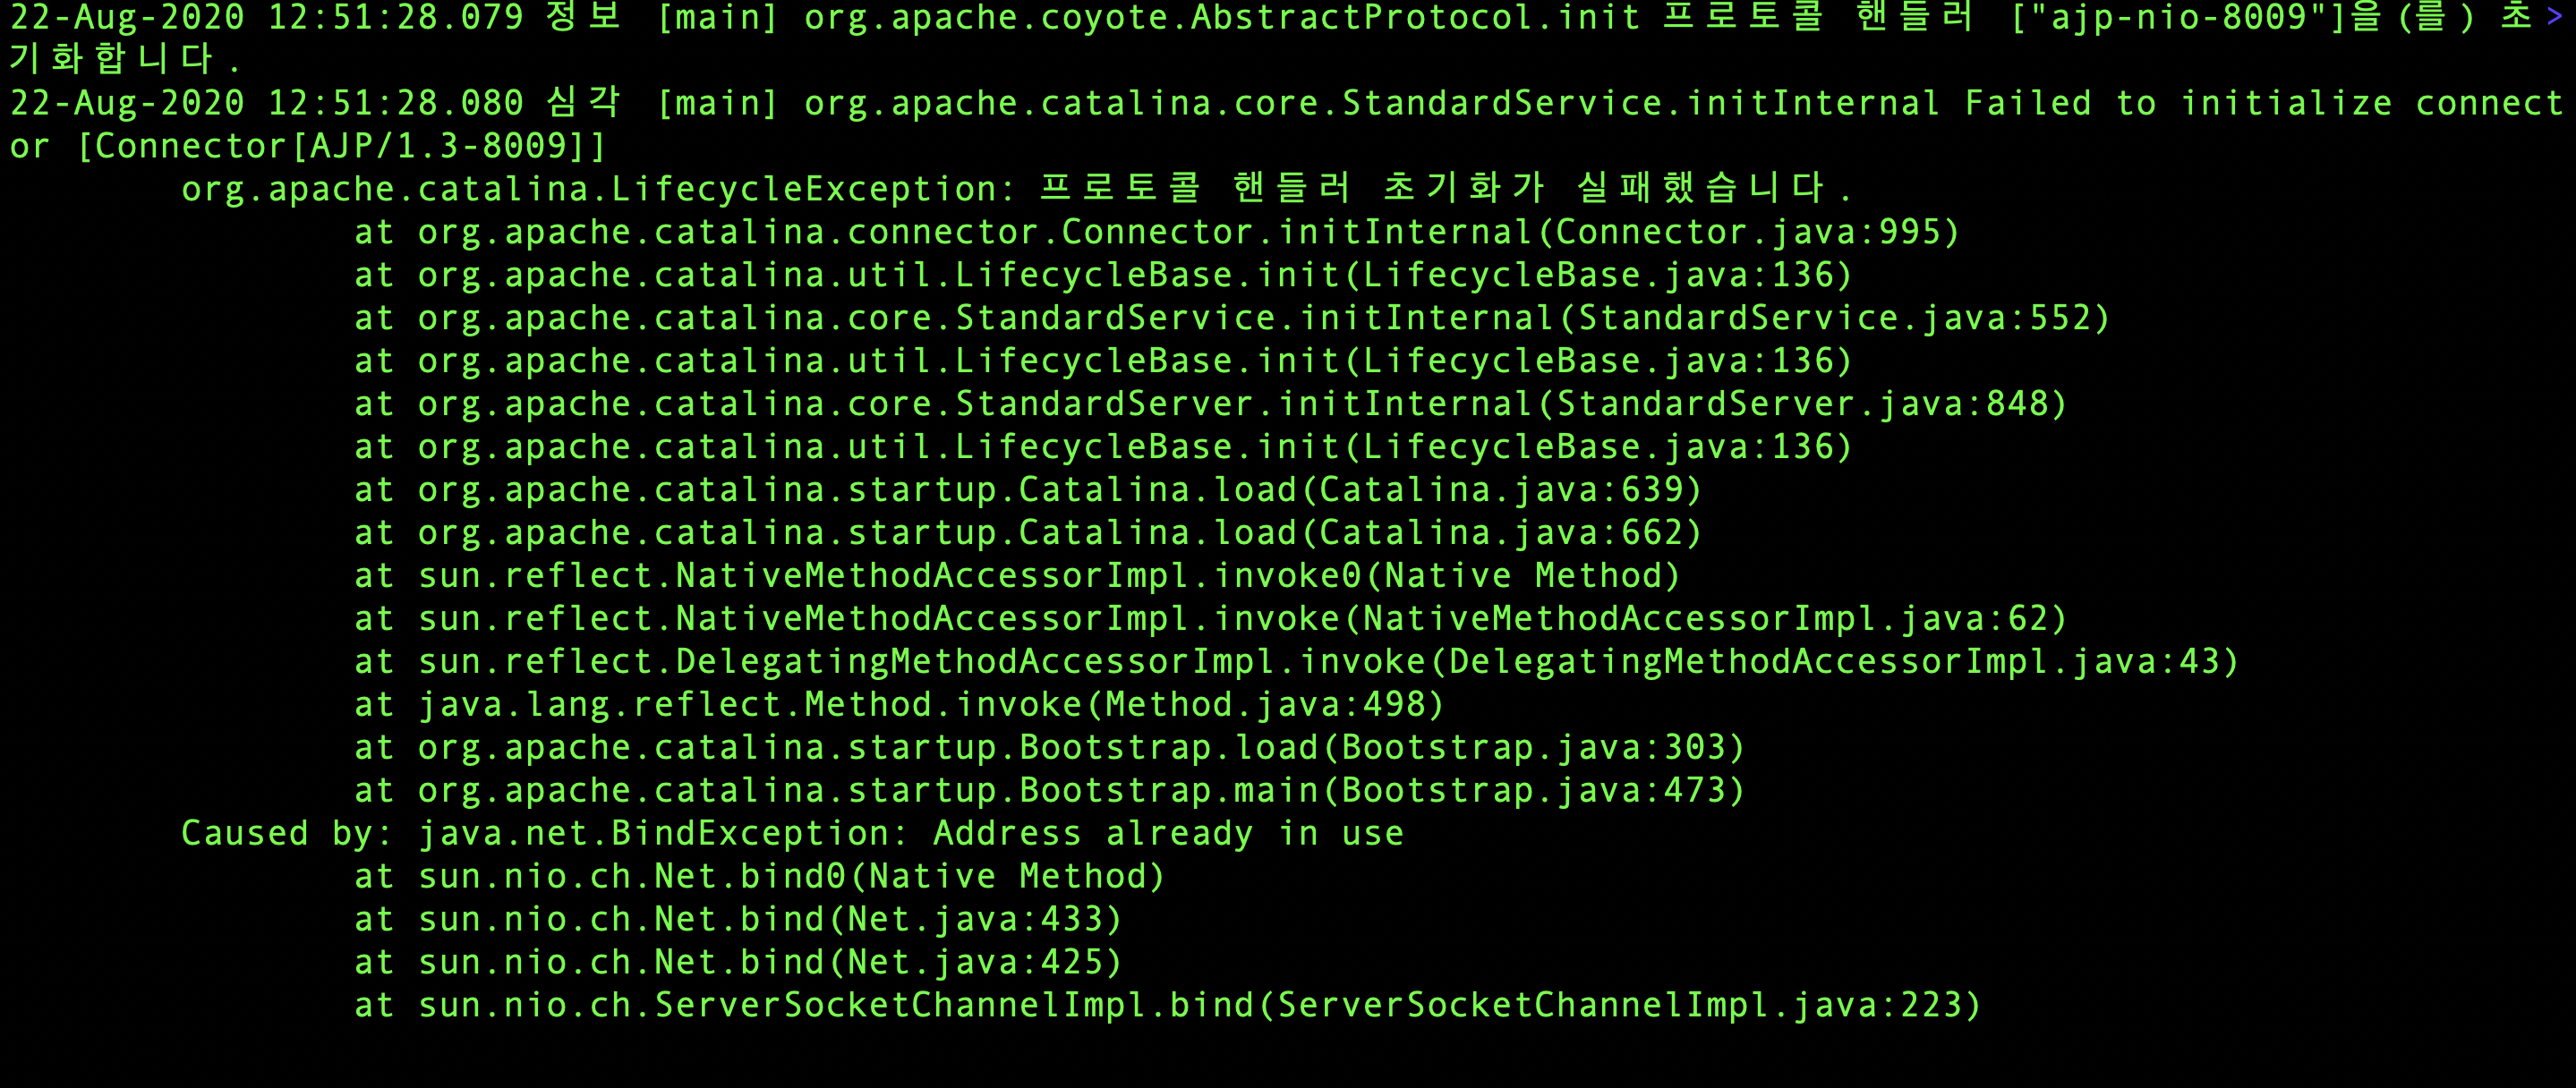 22-Aug-2020 12:51:28.079 정보 [main] org.apache.coyote.AbstractProtocol.init 프로토콜 핸들러 ["ajp-nio-8009"]을(를) 초>
기화합니다.
22-Aug-2020 12:51:28.080 심각 [main] org.apache.catalina.core.StandardService.initInternal Failed to initialize connect
or [Connector[AJP/1.3-8009]]
org.apache.catalina.LifecycleException: 프로토콜 핸들러 초기화가 실패했습니다.
at org.apache.catalina.connector.Connector.initInternal(Connector.java:995)
at org.apache.catalina.util.LifecycleBase.init(LifecycleBase.java:136)
at org.apache.catalina.core.StandardService.initInternal(StandardService.java:552)
at org.apache.catalina.util.LifecycleBase.init(LifecycleBase.java:136)
at org.apache.catalina.core.StandardServer.initInternal(StandardServer.java:848)
at org.apache.catalina.util.LifecycleBase.init(LifecycleBase.java:136)
at org.apache.catalina.startup.Catalina.load(Catalina.java:639)
at org.apache.catalina.startup.Catalina.load(Catalina.java:662)
at sun.reflect.NativeMethodAccessorImpl.invoke0(Native Method)
at sun.reflect.NativeMethodAccessorImpl.invoke(NativeMethodAccessorImpl.java:62)
at sun.reflect.DelegatingMethodAccessorImpl.invoke(DelegatingMethodAccessorImpl.java:43)
at java.lang.reflect.Method.invoke(Method.java:498)
at org.apache.catalina.startup.Bootstrap.load(Bootstrap.java:303)
at org.apache.catalina.startup.Bootstrap.main(Bootstrap.java:473)
Caused by: java.net.BindException: Address already in use
at sun.nio.ch.Net.bind0(Native Method)
at sun.nio.ch.Net.bind(Net.java:433)
at sun.nio.ch.Net.bind(Net.java:425)
at sun.nio.ch.ServerSocketChannelImpl.bind(ServerSocketChannelImpl.java:223)